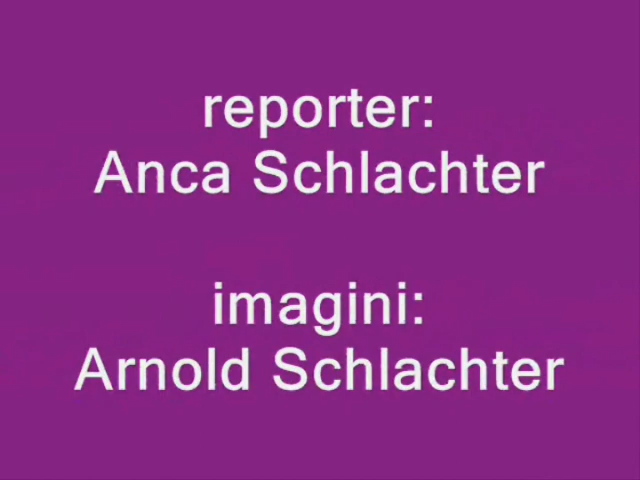 reporter:
Anca Schlachter
imagini:
Arnold Schlachter